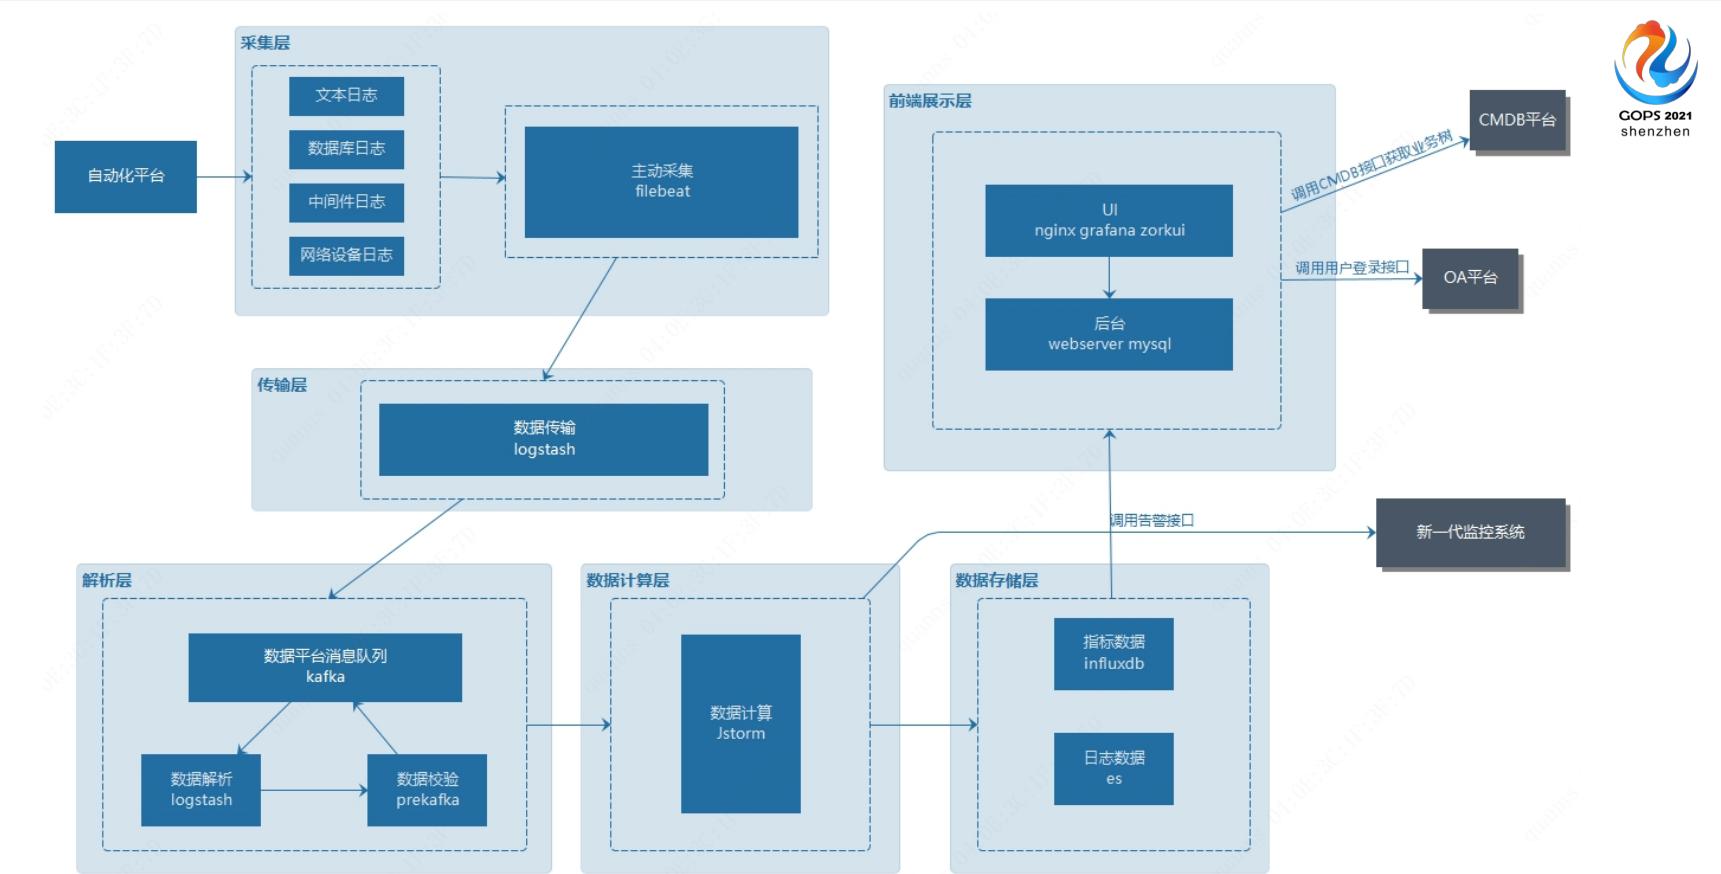 采集层
文本日志
数据库日志
中间件日志
网络设备日志
自动化平台
主动采集
filebeat
传输层
数据传输
logstash
解析层
数据平台消息队列
kafka
数据解析
logstash
数据校验
prekafka
数据计算层
数据计算
Jstorm
数据存储层
指标数据
influxdb
日志数据
es
前端展示层
UI
nginx grafana zorkui
后台
webserver mysql
调用CMDB接口获取业务树
CMDB平台
调用用户登录接口
OA平台
调用告警接口
新一代监控系统
GOPS 2021
shenzhen